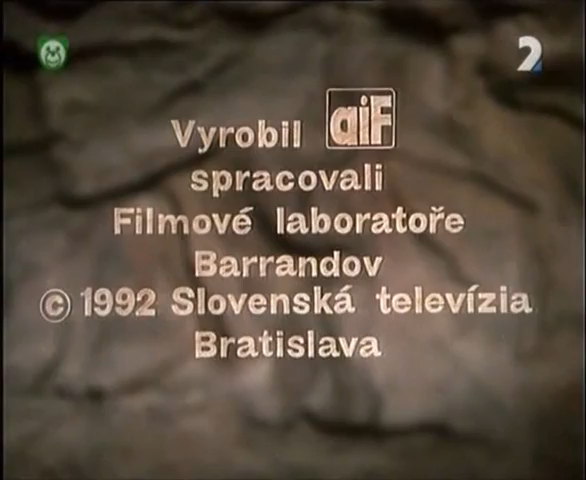 2
Vyrobil aiF
spracovali
Filmové laboratoře
Barrandov
© 1992 Slovenská televízia
Bratislava